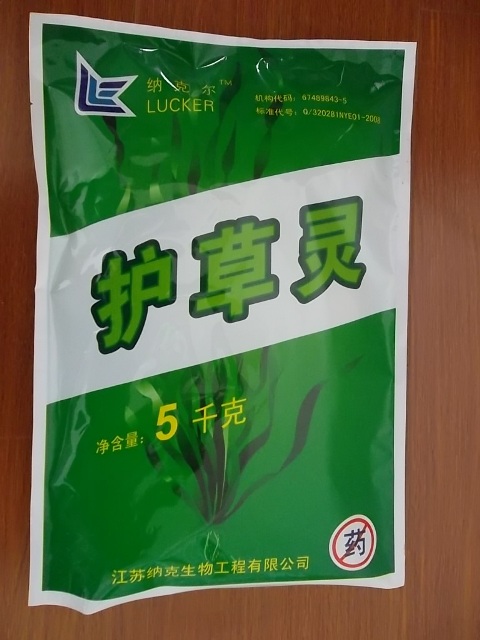 纳克尔™
LUCKER
机构代码：67489643-5
标准代号：Q/320281NYE01-2008
护草灵
净含量：5千克
药
江苏纳克生物工程有限公司